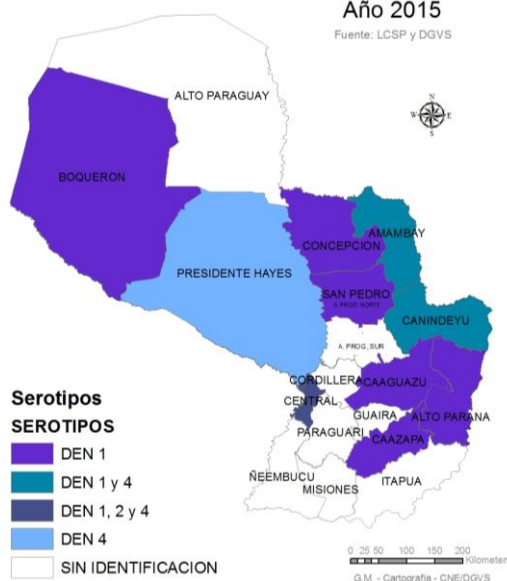 Año 2015
Fuente: LCSP y DGVS
N
W E
S
ALTO PARAGUAY
BOQUERON
AMAMBAY
CONCEPCION
PRESIDENTE HAYES
SAN PEDRO
A. PROG. NORTE
CANINDEYU
A. PROG. SUR
CORDILLERA
CAAGUAZU
CENTRAL
GUAIRA
ALTO PARANA
PARAGUARI
CAAZAPA
ÑEEMBUCU
MISIONES
ITAPUA
Serotipos
SEROTIPOS
DEN 1
DEN 1 y 4
DEN 1, 2 y 4
DEN 4
SIN IDENTIFICACION
0 25 50 100 150 200
Kilometers
G.M. - Cartografia - CNE/DGVS